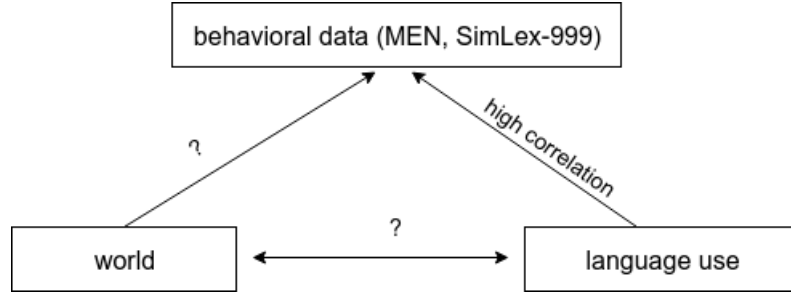 behavioral data (MEN, SimLex-999)
?
high correlation
?
world
language use